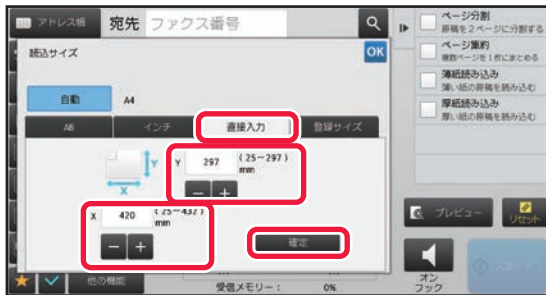 アドレス帳
宛先
ファクス番号
読込サイズ
OK
自動
A4
AB
インチ
直接入力
登録サイズ
Y
Y
297
(25~297)
mm
X
X
420
(25~432)
mm
確定
他の機能
受信メモリー:
0%
ページ分割
原稿を2ページに分割する
ページ集約
複数ページを1枚にまとめる
薄紙読み込み
薄い紙の原稿を読み込む
厚紙読み込み
厚い紙の原稿を読み込む
プレビュー
リセット
オン
フック
スタート